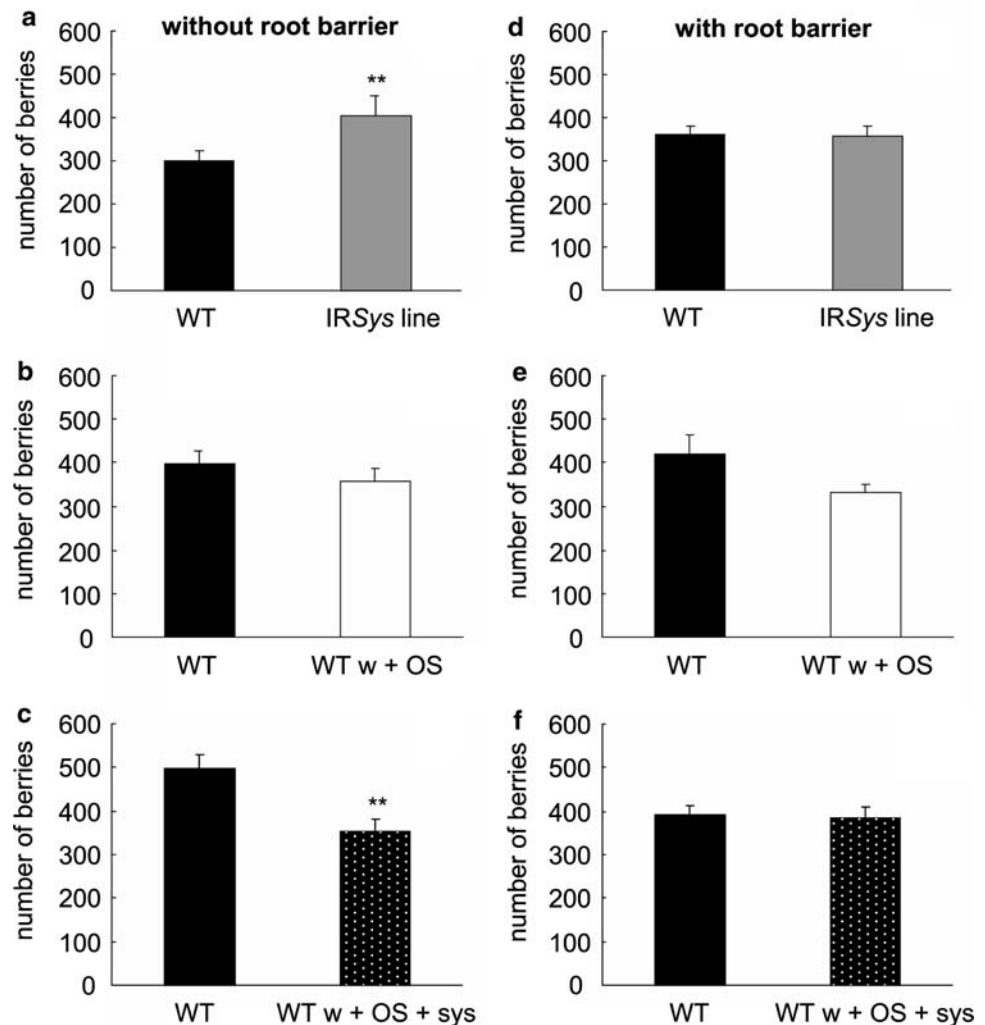 a
without root barrier
number of berries
600
500
400
300
200
100
0
**
WT
IRSys line
d
with root barrier
number of berries
600
500
400
300
200
100
0
WT
IRSys line
b
number of berries
600
500
400
300
200
100
0
WT
WT w + OS
e
number of berries
600
500
400
300
200
100
0
WT
WT w + OS
c
number of berries
600
500
400
300
200
100
0
**
WT
WT w + OS + sys
f
number of berries
600
500
400
300
200
100
0
WT
WT w + OS + sys